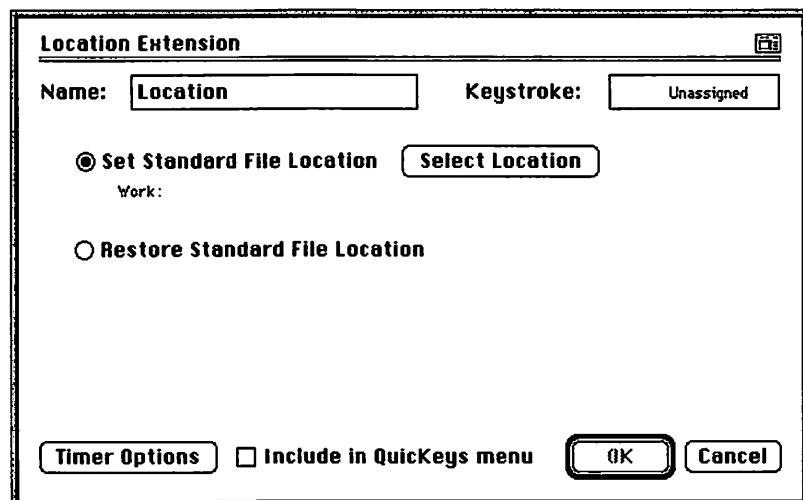 Location Extension
Name: Location Keystroke: Unassigned
Set Standard File Location Select Location
Work:
Restore Standard File Location
Timer Options Include in QuicKeys menu OK Cancel